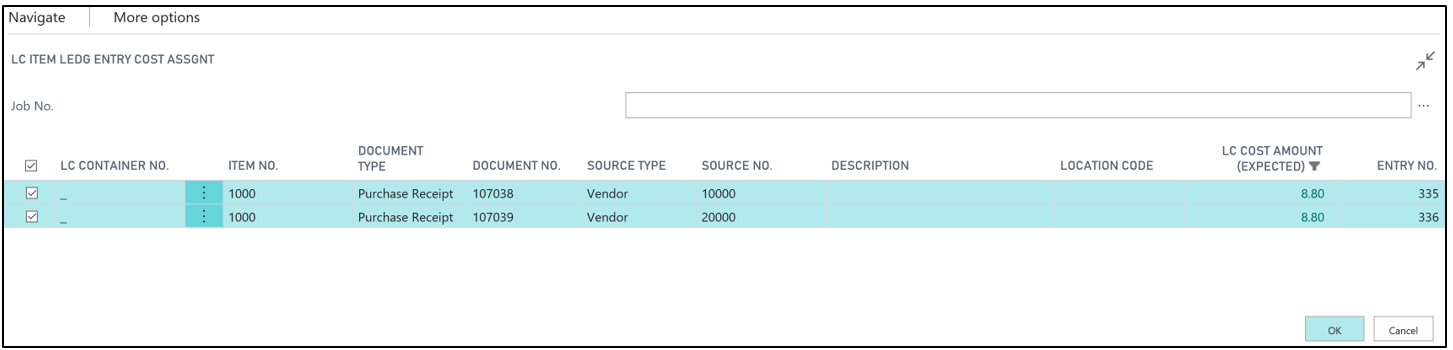 Navigate More options
LC ITEM LEDG ENTRY COST ASSGNT
Job No. ...
DOCUMENT LC COST AMOUNT
LC CONTAINER NO. ITEM NO. TYPE DOCUMENT NO. SOURCE TYPE SOURCE NO. DESCRIPTION LOCATION CODE (EXPECTED) ENTRY NO.
_ 1000 Purchase Receipt 107038 Vendor 10000 8.80 335
_ 1000 Purchase Receipt 107039 Vendor 20000 8.80 336
OK Cancel